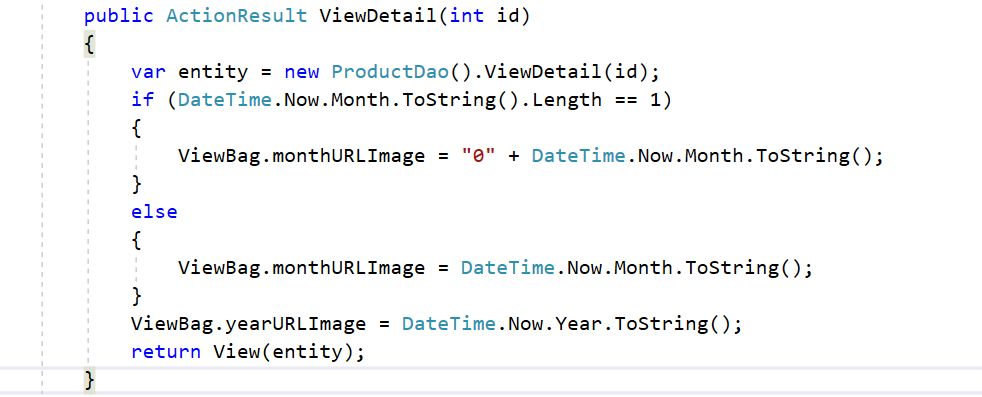 public ActionResult ViewDetail(int id)
{
var entity = new ProductDao().ViewDetail(id);
if (DateTime.Now.Month.ToString().Length == 1)
{
ViewBag.monthURLImage = "0" + DateTime.Now.Month.ToString();
}
else
{
ViewBag.monthURLImage = DateTime.Now.Month.ToString();
}
ViewBag.yearURLImage = DateTime.Now.Year.ToString();
return View(entity);
}